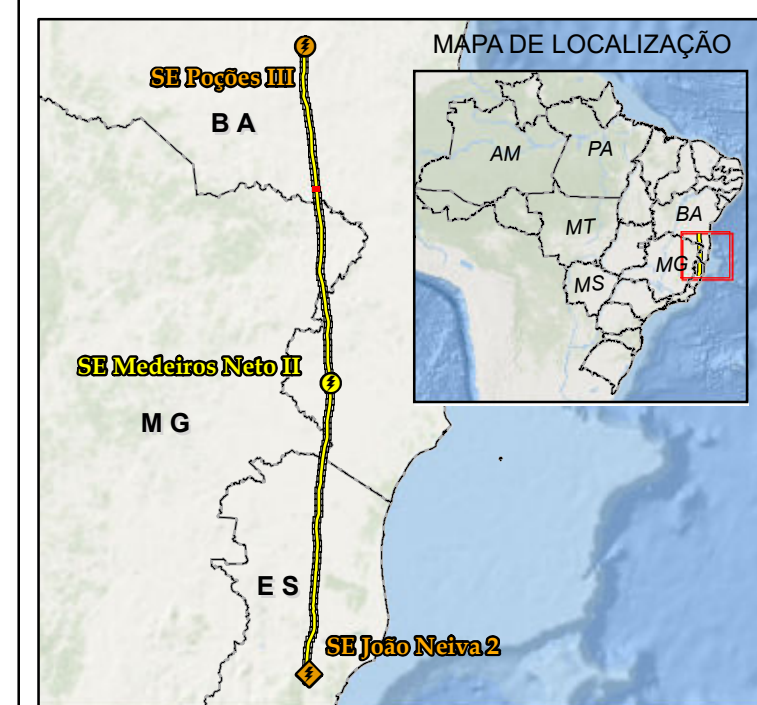 MAPA DE LOCALIZAÇÃO
SE Poções III
B A
AM
PA
MT
BA
MG
MS
SE Medeiros Neto II
M G
E S
SE João Neiva 2